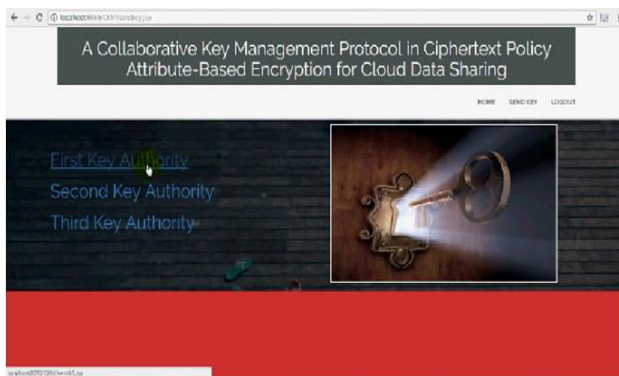 A Collaborative Key Management Protocol in Ciphertext Policy
Attribute-Based Encryption for Cloud Data Sharing
HOME SEND KEY LOGOUT
First Key Authority
Second Key Authority
Third Key Authority